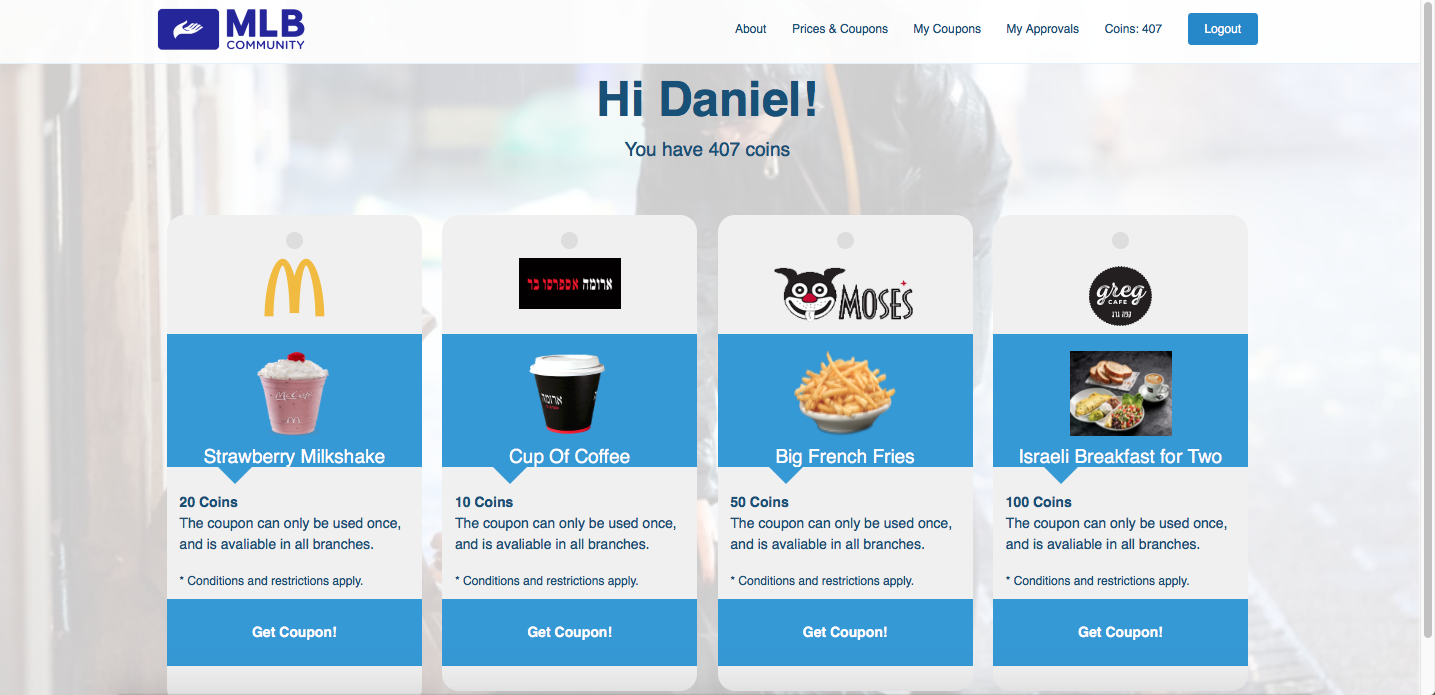 MLB
COMMUNITY
About Prices & Coupons My Coupons My Approvals Coins: 407 Logout
Hi Daniel!
You have 407 coins
ארומה אספרסו בר
MOSES
greg
CAFE
קפה גרג
McCafé
ארומה
Strawberry Milkshake
Cup Of Coffee
Big French Fries
Israeli Breakfast for Two
20 Coins
The coupon can only be used once,
and is avaliable in all branches.
* Conditions and restrictions apply.
10 Coins
The coupon can only be used once,
and is avaliable in all branches.
* Conditions and restrictions apply.
50 Coins
The coupon can only be used once,
and is avaliable in all branches.
* Conditions and restrictions apply.
100 Coins
The coupon can only be used once,
and is avaliable in all branches.
* Conditions and restrictions apply.
Get Coupon!
Get Coupon!
Get Coupon!
Get Coupon!